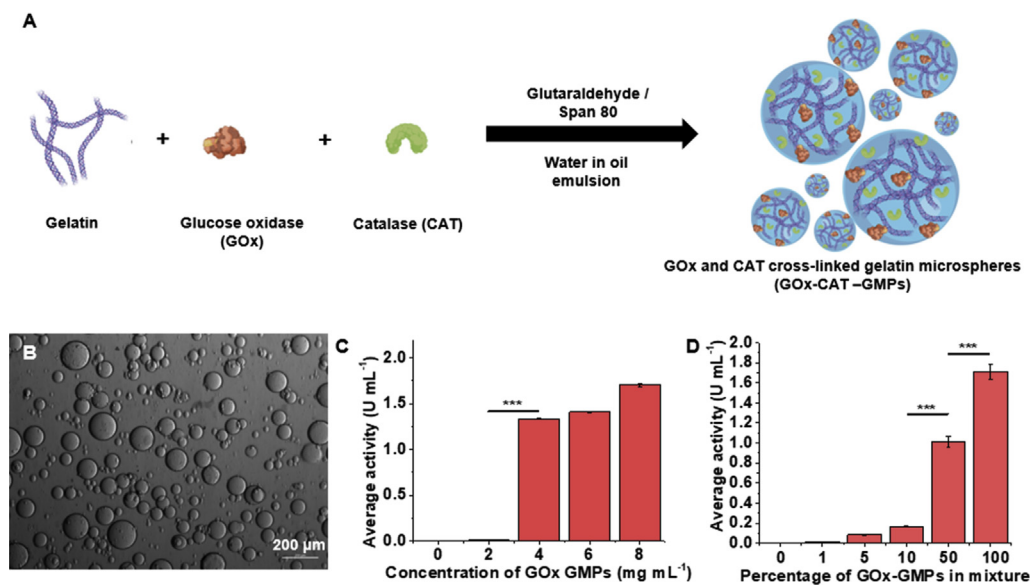 A
Glutaraldehyde /
Span 80
+
+
Water in oil
emulsion
Gelatin
Glucose oxidase
(GOx)
Catalase (CAT)
GOx and CAT cross-linked gelatin microspheres
(GOx-CAT –GMPs)
B
200 µm
C
Average activity (U mL⁻¹)
2.0
1.5
1.0
0.5
0.0
***
0 2 4 6 8
Concentration of GOx GMPs (mg mL⁻¹)
D
Average activity (U mL⁻¹)
2.0
1.8
1.6
1.4
1.2
1.0
0.8
0.6
0.4
0.2
0.0
***
***
0 1 5 10 50 100
Percentage of GOx-GMPs in mixture